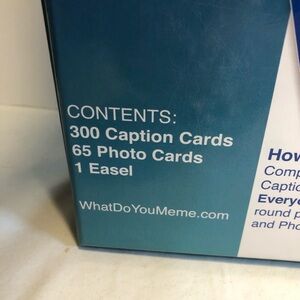 CONTENTS:
300 Caption Cards
65 Photo Cards
1 Easel
WhatDoYouMeme.com
How
Comp
Captio
Everyo
round p
and Pho